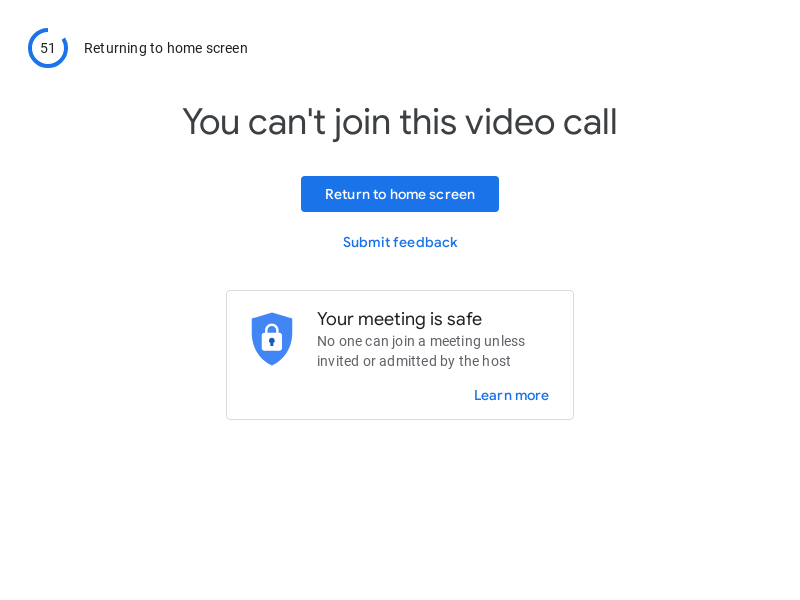 51
Returning to home screen
You can't join this video call
Return to home screen
Submit feedback
Your meeting is safe
No one can join a meeting unless
invited or admitted by the host
Learn more